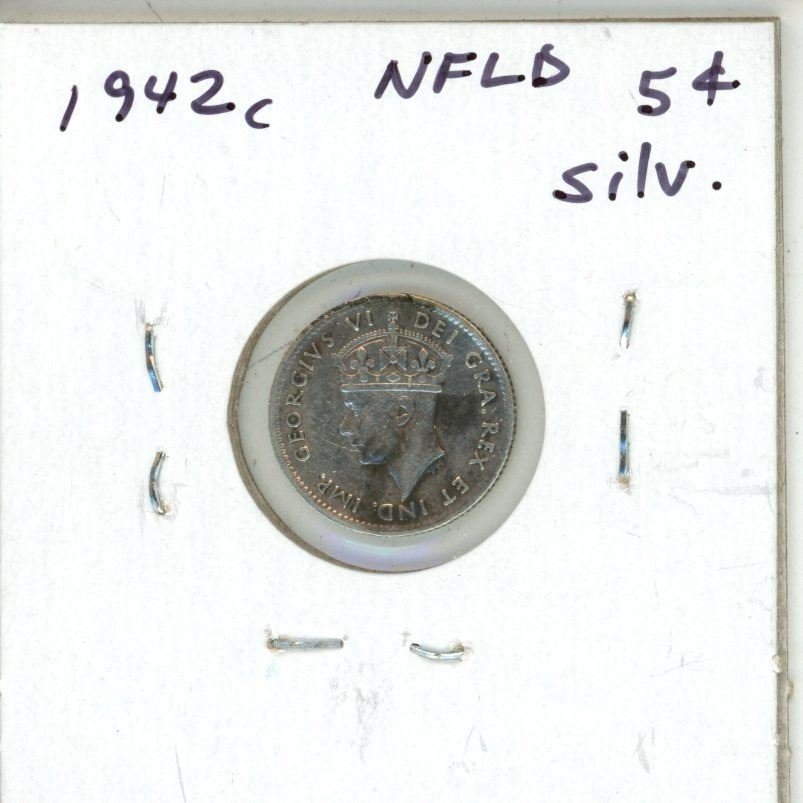 1942c NFLD 5¢
silv.
GEORGIVS VI DEI GRA. REX ET IND. IMP.